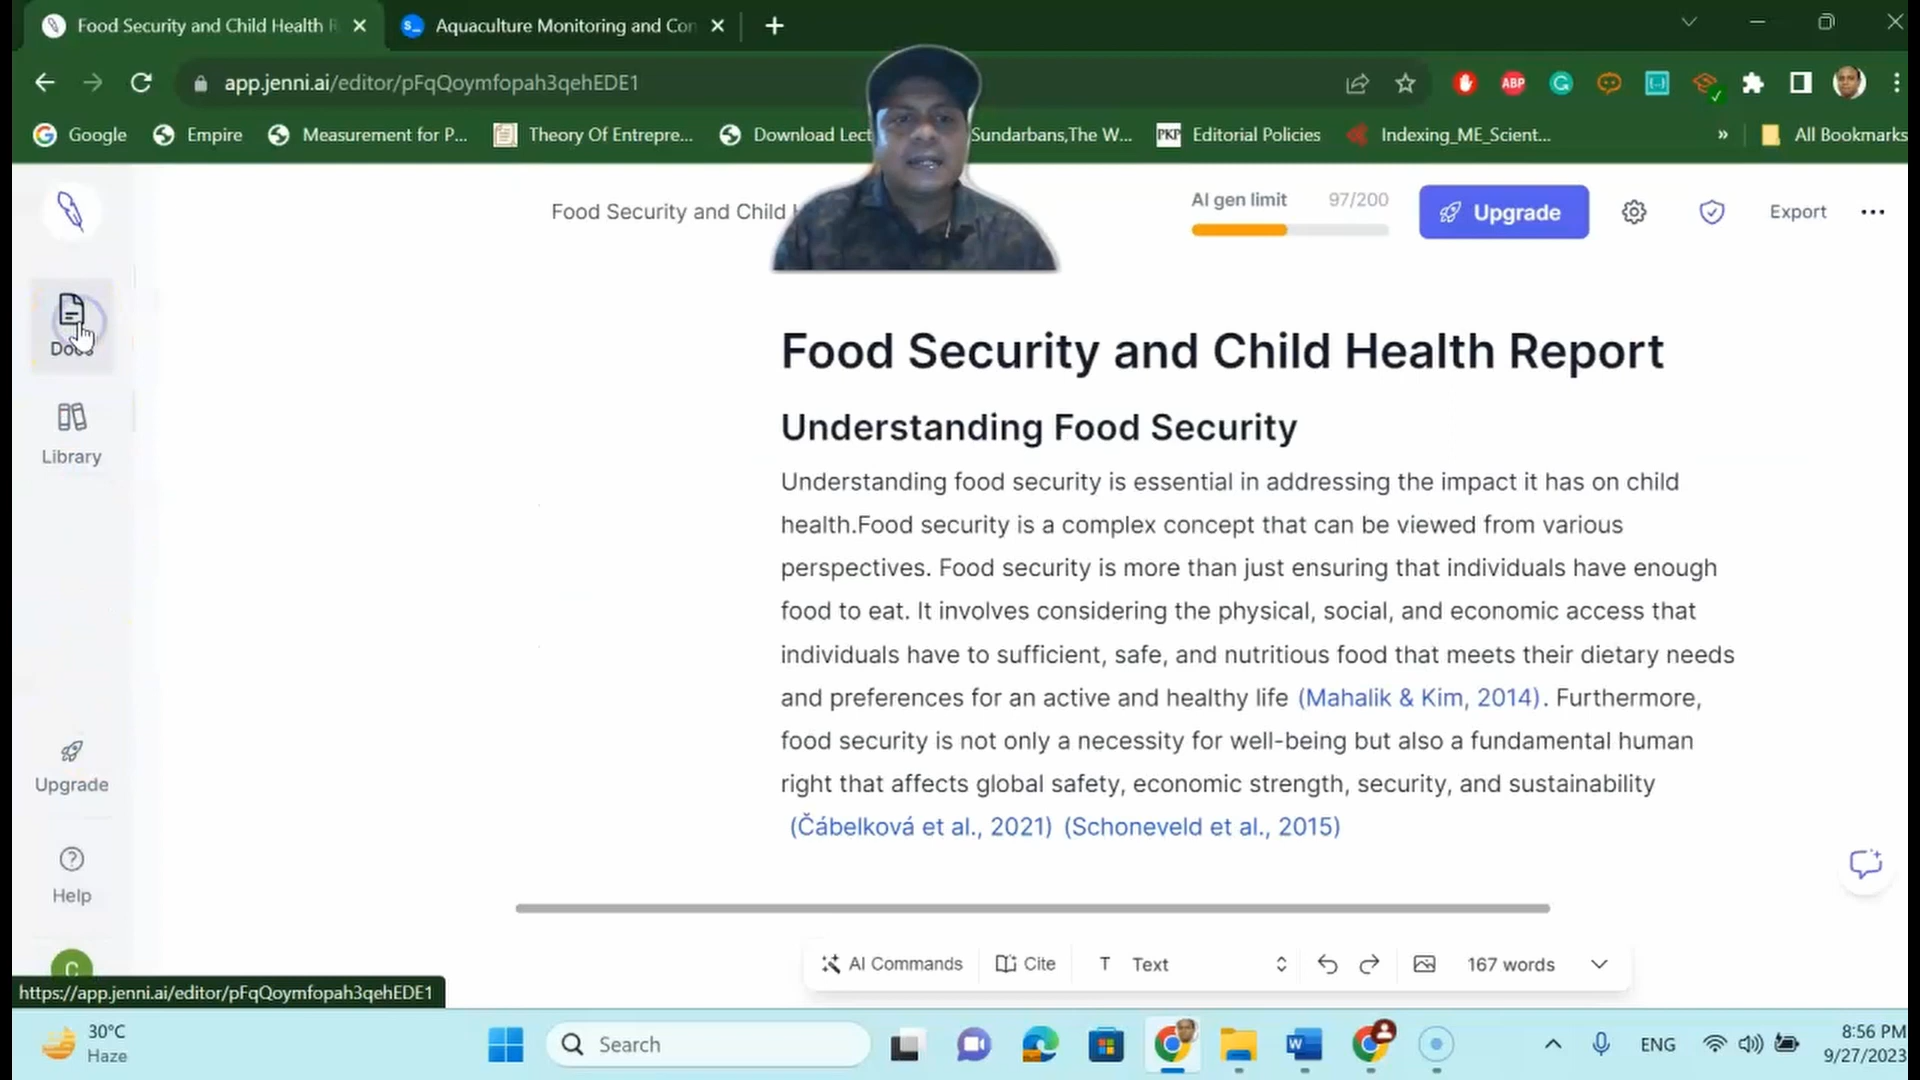 Food Security and Child Health R
Aquaculture Monitoring and Con
app.jenni.ai/editor/pFqQoymfopah3qehEDE1
ABP
Google
Empire
Measurement for P...
Theory Of Entrepre...
Download Lect
Sundarbans,The W...
PKP
Editorial Policies
Indexing_ME_Scient...
»
All Bookmarks
Food Security and Child H
AI gen limit 97/200
Upgrade
Export
Docs
Library
Upgrade
Help
C
Food Security and Child Health Report
Understanding Food Security
Understanding food security is essential in addressing the impact it has on child
health.Food security is a complex concept that can be viewed from various
perspectives. Food security is more than just ensuring that individuals have enough
food to eat. It involves considering the physical, social, and economic access that
individuals have to sufficient, safe, and nutritious food that meets their dietary needs
and preferences for an active and healthy life (Mahalik & Kim, 2014). Furthermore,
food security is not only a necessity for well-being but also a fundamental human
right that affects global safety, economic strength, security, and sustainability
(Čábelková et al., 2021) (Schoneveld et al., 2015)
AI Commands
Cite
T Text
167 words
https://app.jenni.ai/editor/pFqQoymfopah3qehEDE1
30°C
Haze
Search
W
ENG
8:56 PM
9/27/2023